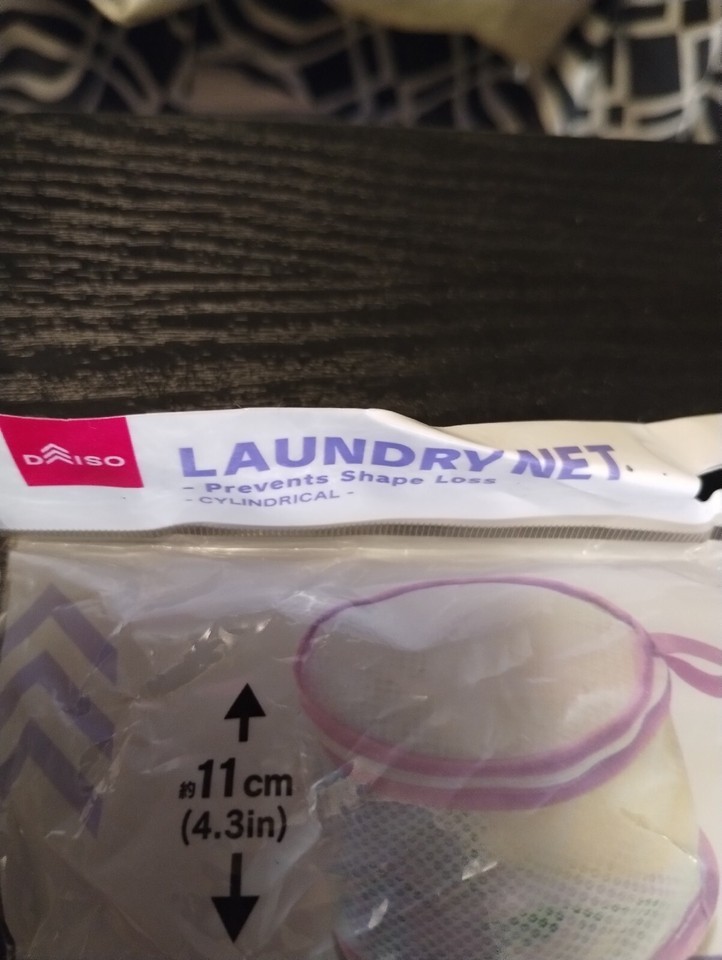 DAISO
LAUNDRY NET
- Prevents Shape Loss
- CYLINDRICAL -
約11cm
(4.3in)